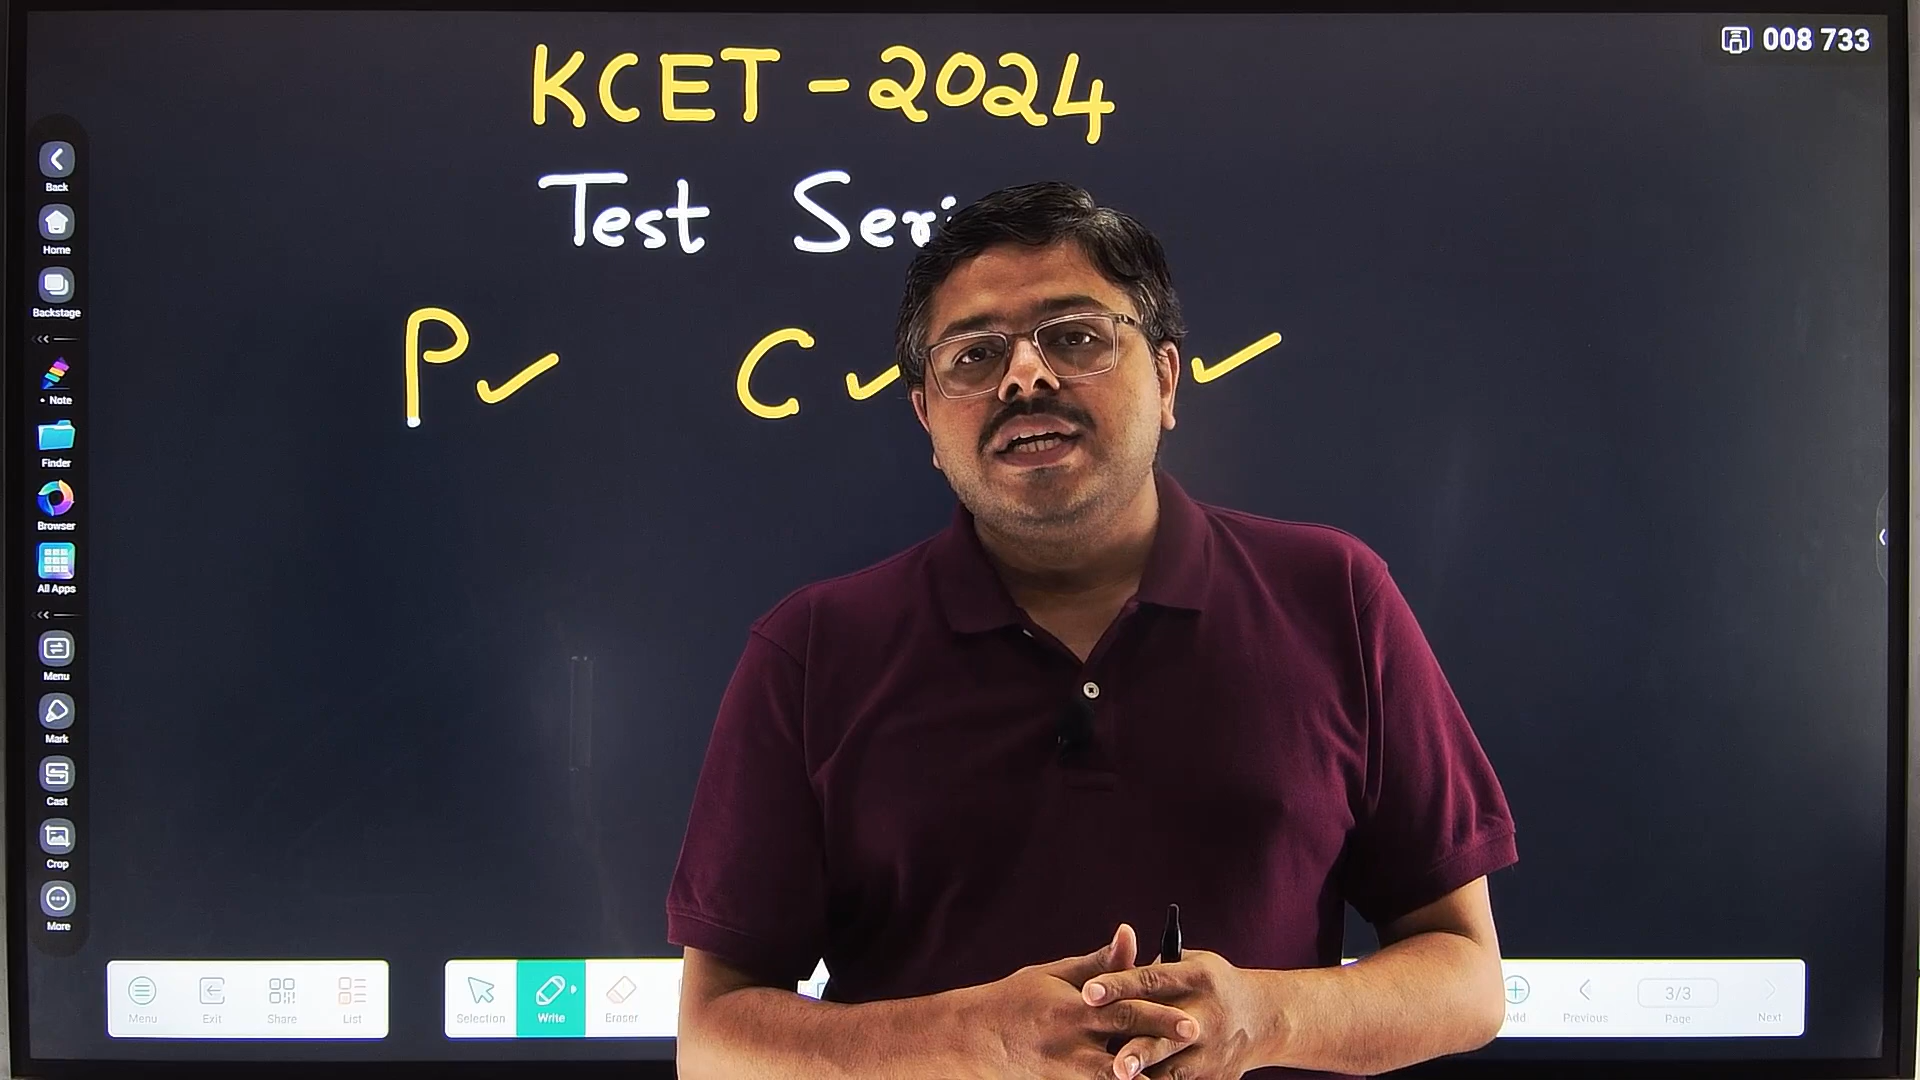 008 733
KCET - 2024
Test Seri
P✓ C✓ ✓
Back
Home
Backstage
Note
Finder
Browser
All Apps
Menu
Mark
Cast
Crop
More
Menu Exit Share List
Selection Write Eraser
Add Previous 3/3 Page Next